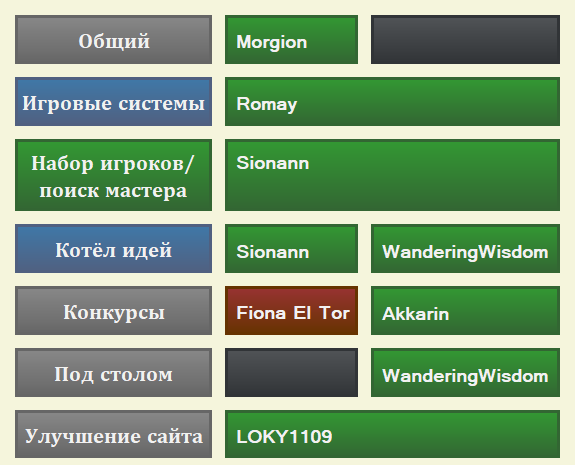 Общий
Morgion
Игровые системы
Romay
Набор игроков/
поиск мастера
Sionann
Котёл идей
Sionann
WanderingWisdom
Конкурсы
Fiona El Tor
Akkarin
Под столом
WanderingWisdom
Улучшение сайта
LOKY1109